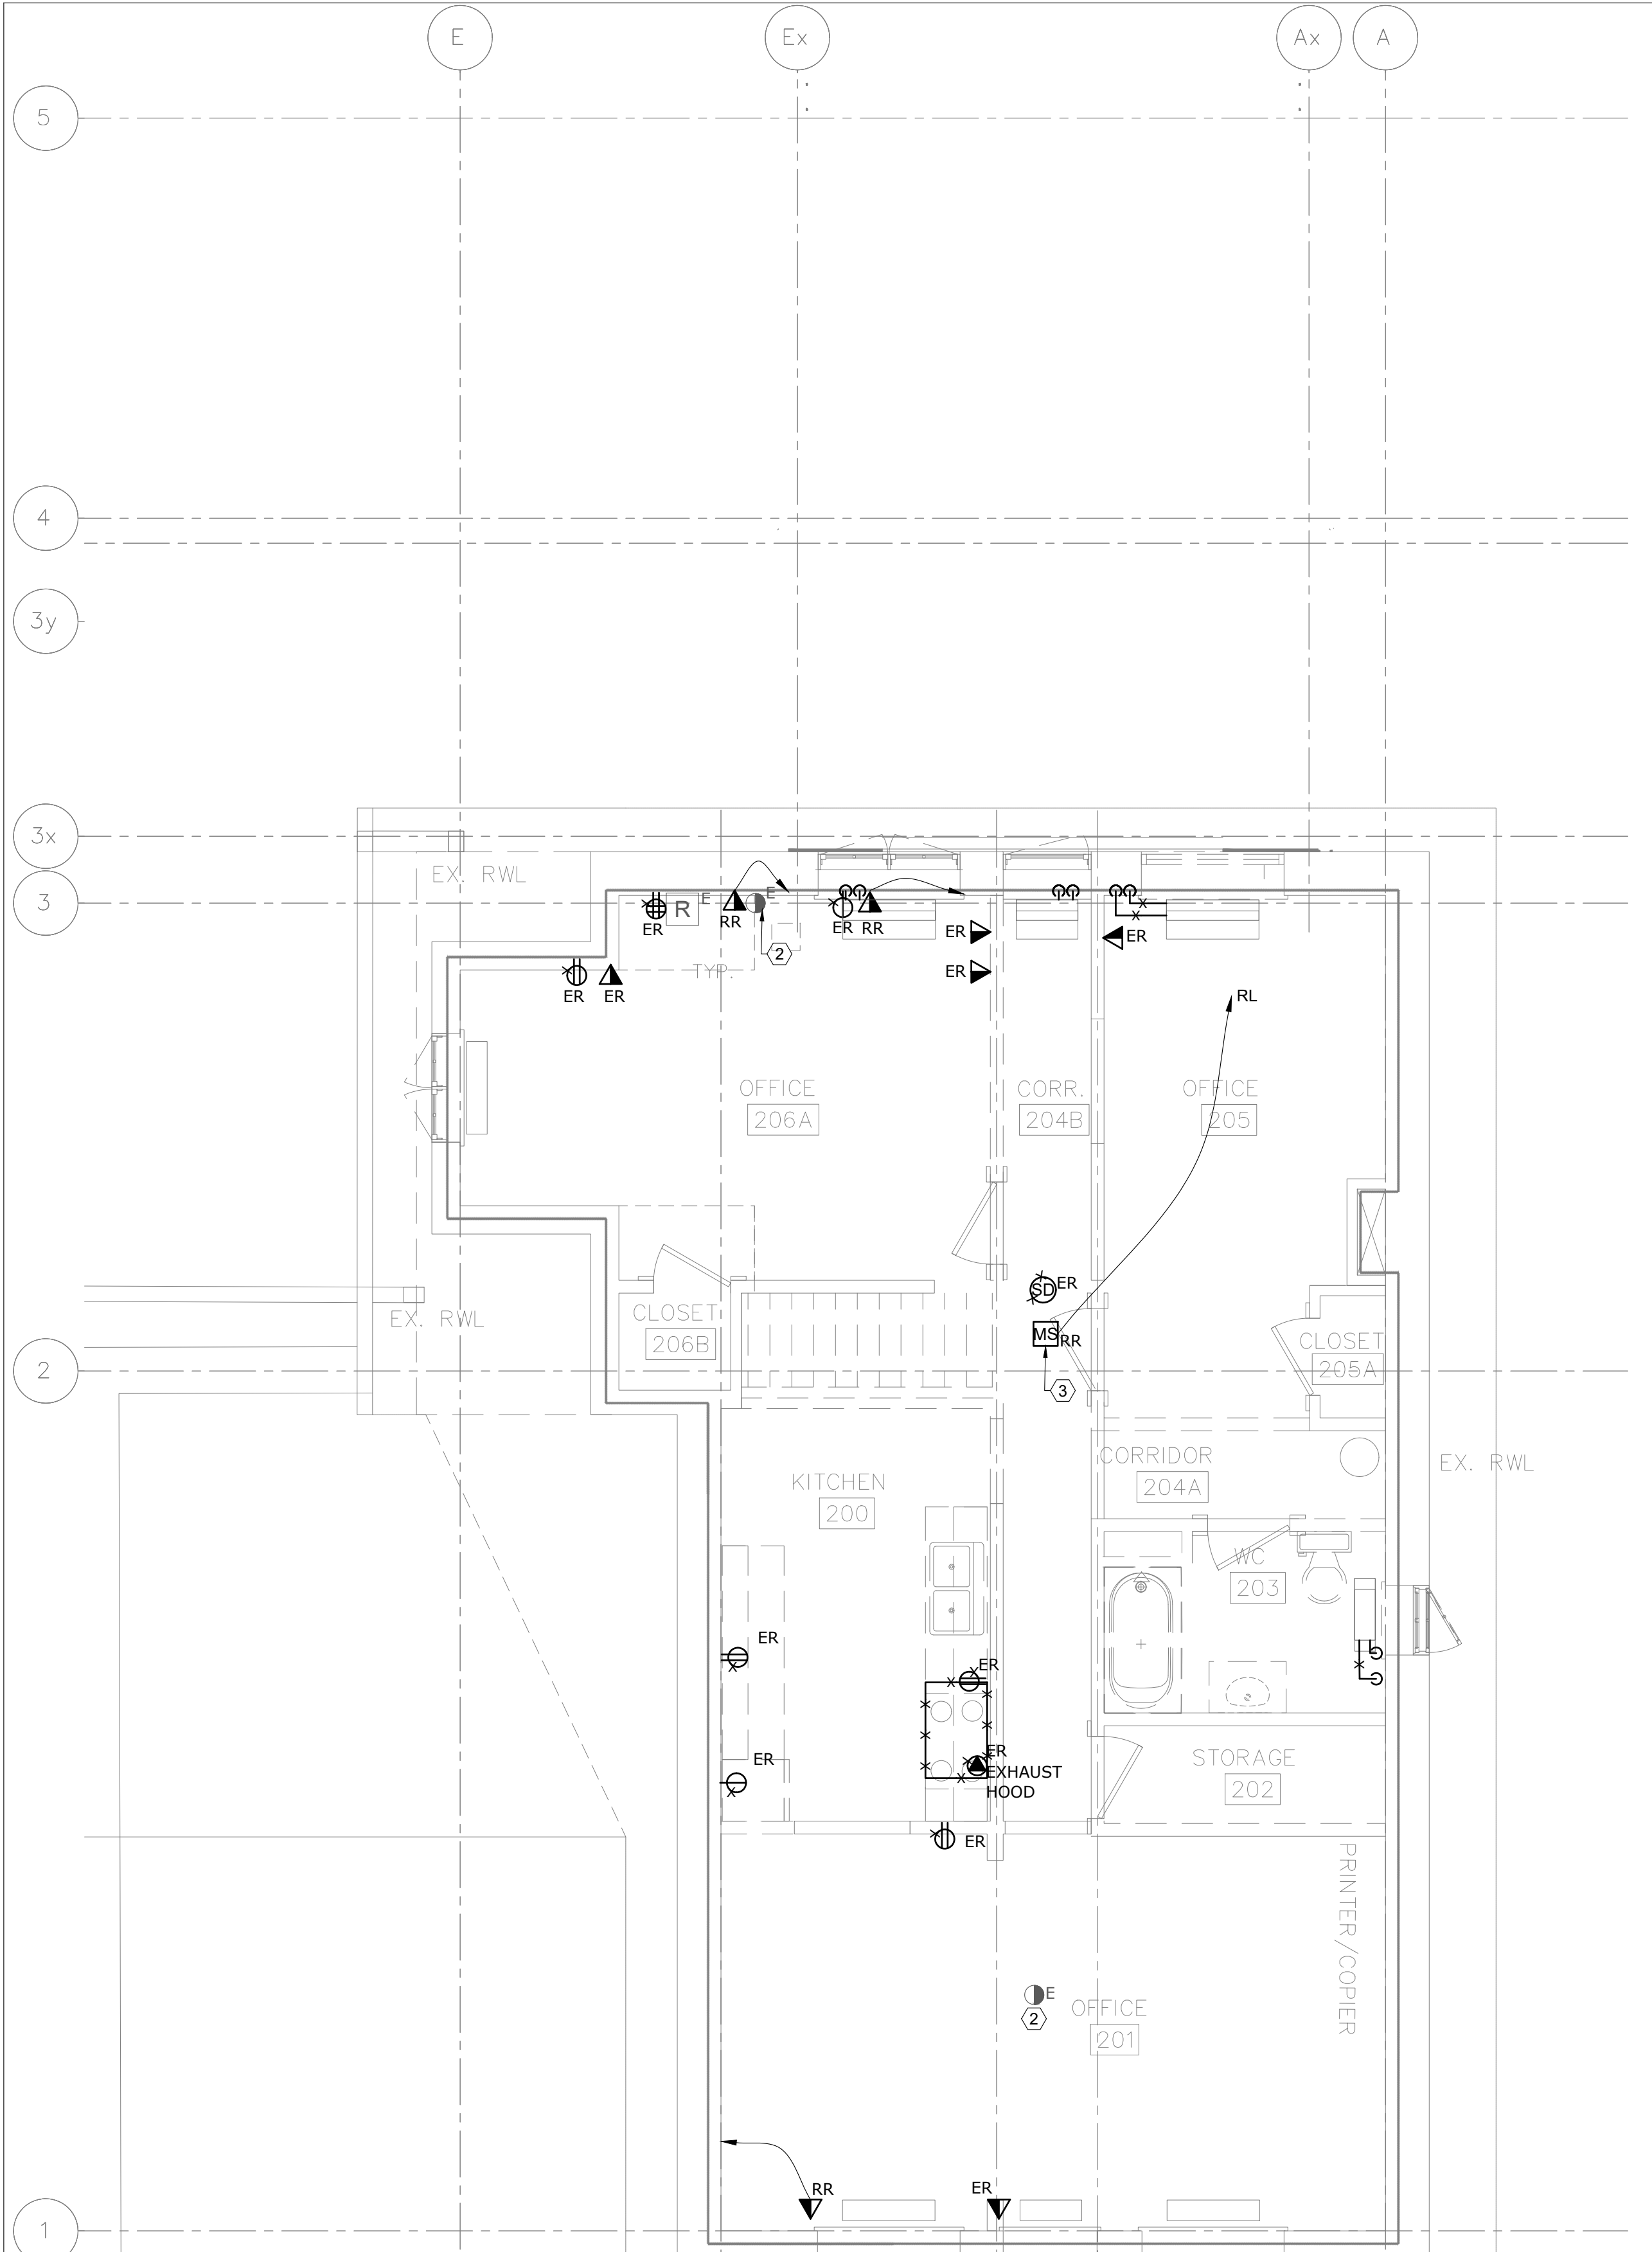 E
Ex
Ax
A
5
4
3y
3x
3
2
1
EX. RWL
R
E
E
ER
RR
2
ER
RR
ER
ER
ER
TYP.
ER
ER
RL
OFFICE
206A
CORR.
204B
OFFICE
205
SD
ER
MS
RR
3
EX. RWL
CLOSET
206B
CLOSET
205A
KITCHEN
200
CORRIDOR
204A
EX. RWL
WC
203
ER
ER
ER
ER
EXHAUST
HOOD
STORAGE
202
ER
PRINTER/COPIER
E
2
OFFICE
201
RR
ER